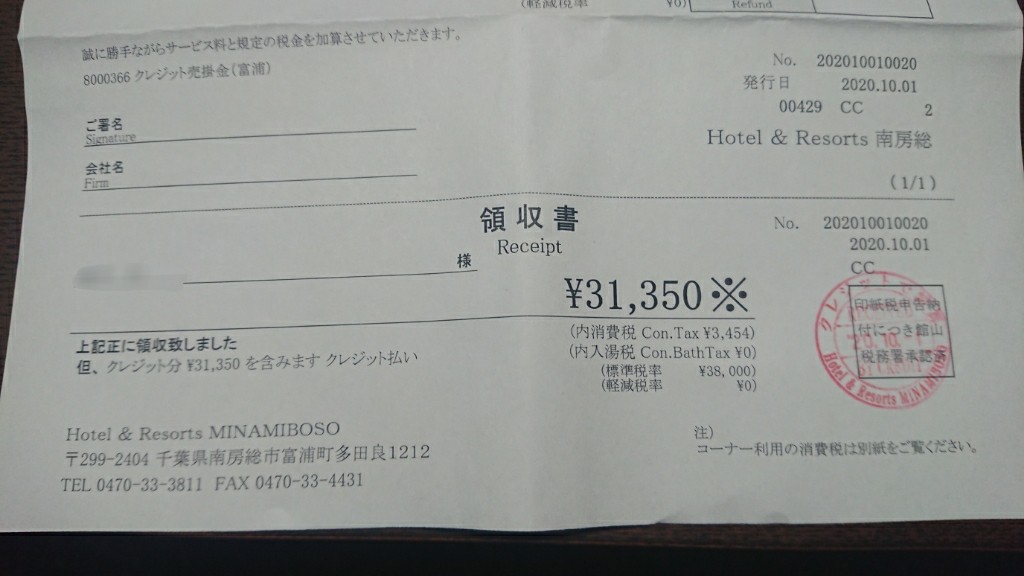 (軽減税率 ¥0)
Refund
誠に勝手ながらサービス料と規定の税金を加算させていただきます。
8000366 クレジット売掛金(富浦)
No. 202010010020
発行日 2020.10.01
00429 CC 2
Hotel & Resorts 南房総
ご署名
Signature
会社名
Firm
(1/1)
領収書
Receipt
No. 202010010020
2020.10.01
CC
様
¥31,350※
(内消費税 Con.Tax ¥3,454)
(内入湯税 Con.BathTax ¥0)
(標準税率 ¥38,000)
(軽減税率 ¥0)
上記正に領収致しました
但、クレジット分 ¥31,350 を含みます クレジット払い
印紙税申告納
付につき館山
税務署承認済
Hotel & Resorts MINAMIBOSO
Hotel & Resorts MINAMIBOSO
〒299-2404 千葉県南房総市富浦町多田良1212
TEL 0470-33-3811 FAX 0470-33-4431
注)
コーナー利用の消費税は別紙をご覧ください。